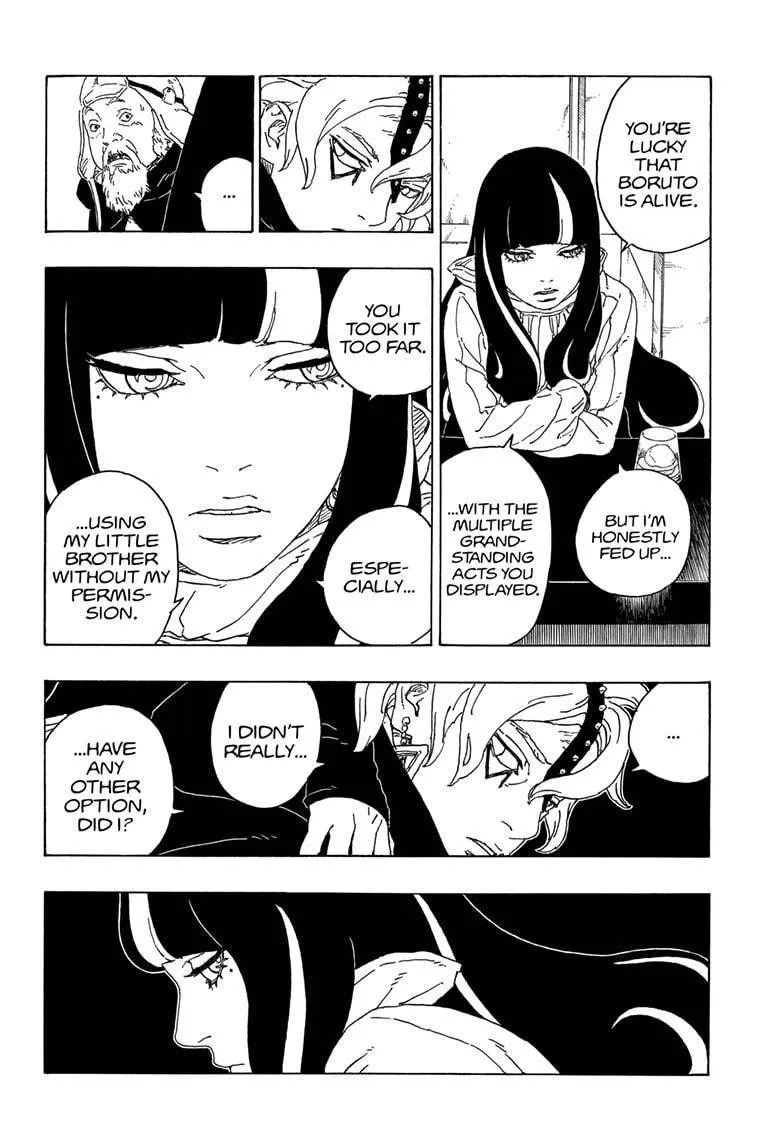 YOU'RE
LUCKY
THAT
BORUTO
IS ALIVE.
BUT I'M
HONESTLY
FED UP...
...WITH THE
MULTIPLE
GRAND-
STANDING
ACTS YOU
DISPLAYED.
...
YOU
TOOK IT
TOO FAR.
ESPE-
CIALLY...
...USING
MY LITTLE
BROTHER
WITHOUT MY
PERMIS-
SION.
...
I DIDN'T
REALLY...
...HAVE
ANY
OTHER
OPTION,
DID I?